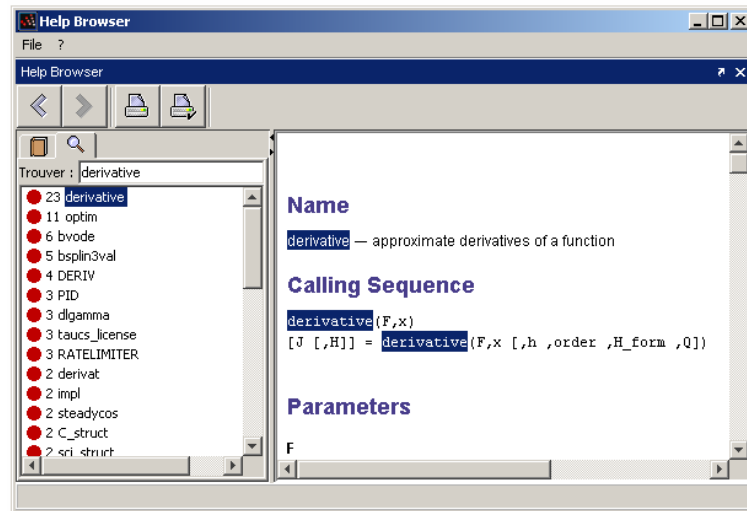 Help Browser
File ?
Help Browser
Trouver : derivative
23 derivative
11 optim
6 bvode
5 bsplin3val
4 DERIV
3 PID
3 dlgamma
3 taucs_license
3 RATELIMITER
2 derivat
2 impl
2 steadycos
2 C_struct
2 sci_struct
Name
derivative — approximate derivatives of a function
Calling Sequence
derivative(F,x)
[J [,H]] = derivative(F,x [,h ,order ,H_form ,Q])
Parameters
F